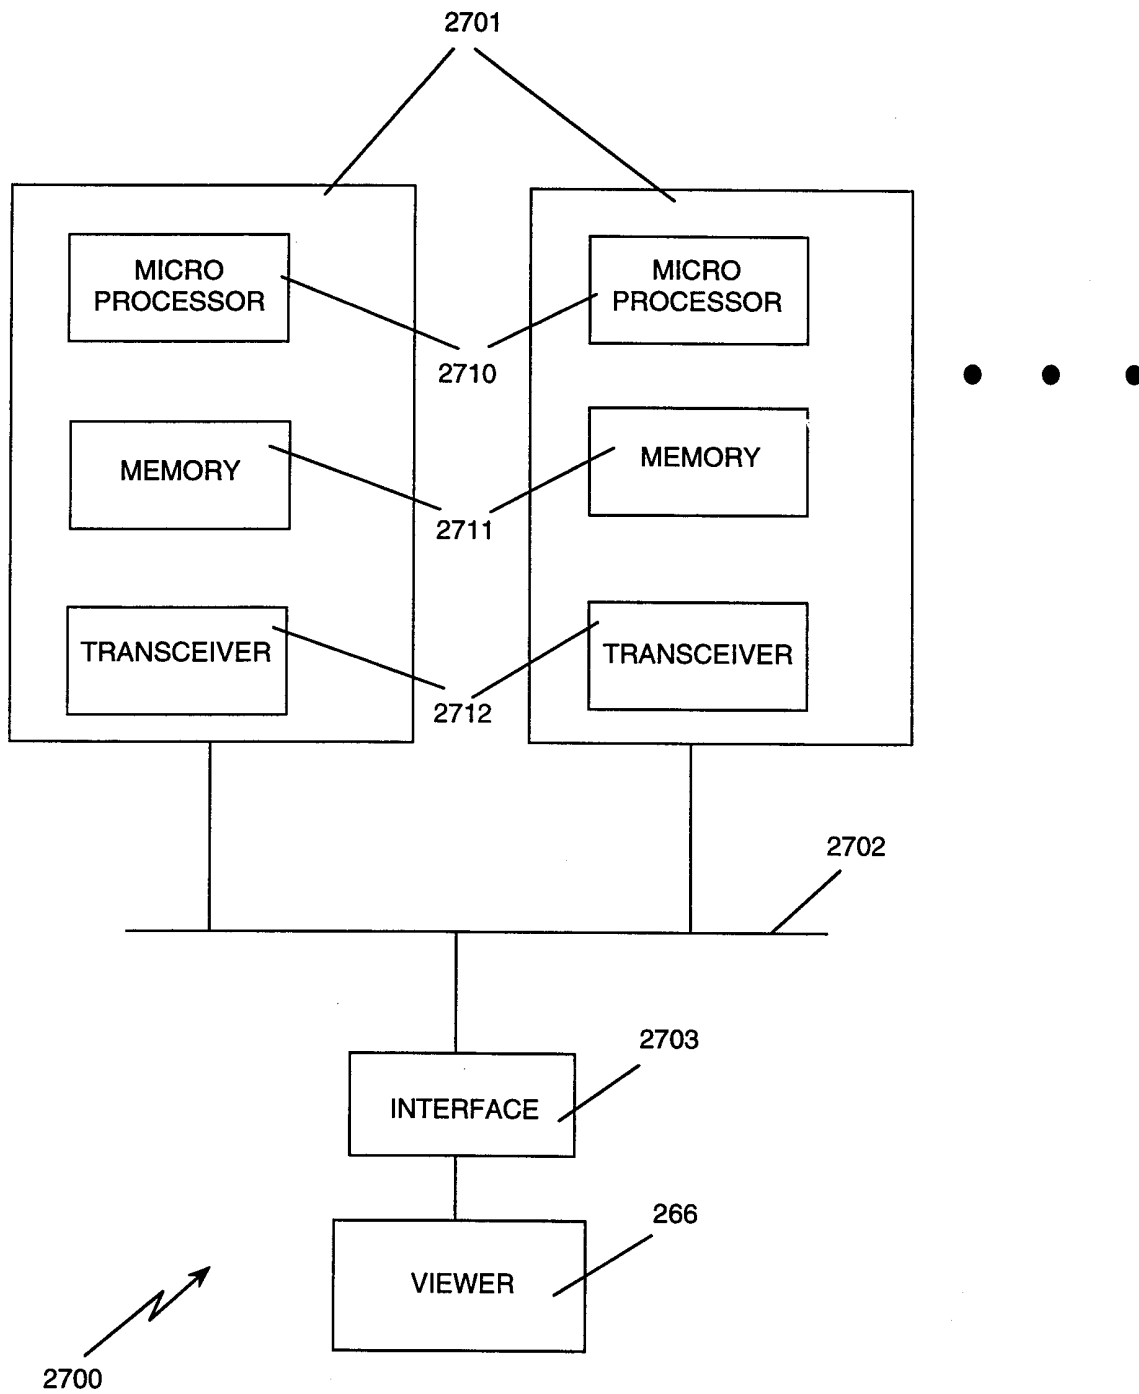 2701
MICRO
PROCESSOR
MICRO
PROCESSOR
2710
MEMORY
MEMORY
2711
TRANSCEIVER
TRANSCEIVER
2712
2702
2703
INTERFACE
266
VIEWER
2700